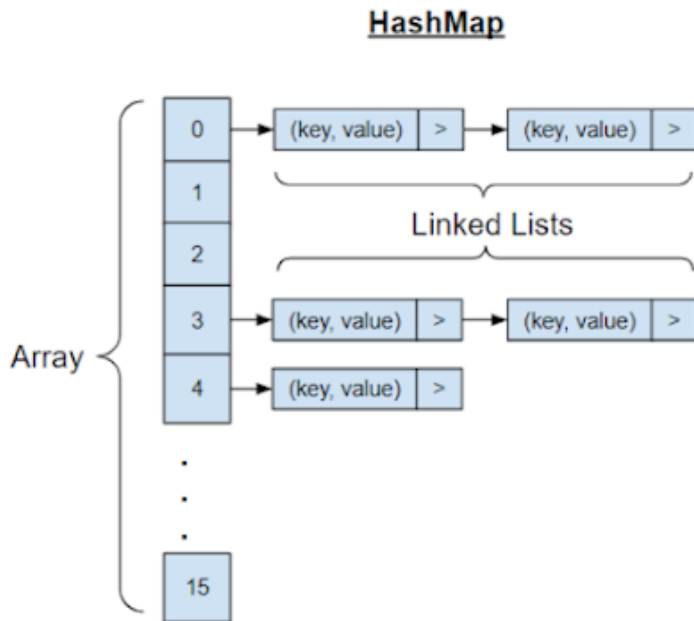 HashMap
0 (key, value) > (key, value) >
1
Linked Lists
2
3 (key, value) > (key, value) >
Array
4 (key, value) >
.
.
.
15